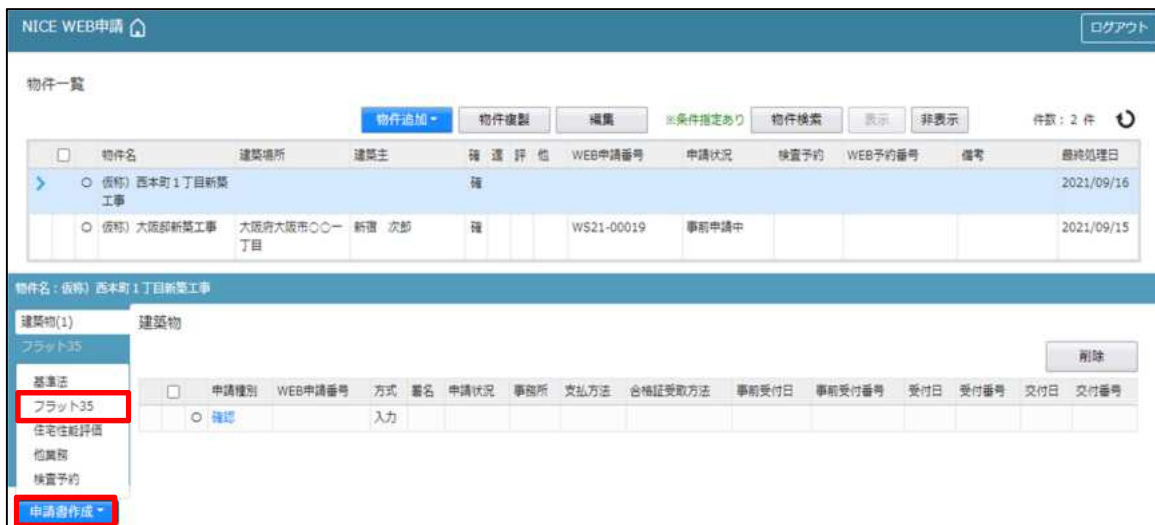 NICE WEB申請 ログアウト
物件一覧
物件追加 物件複製 編集 ※条件指定あり 物件検索 表示 非表示 件数：2 件
物件名 建築場所 建築主 確 適 評 他 WEB申請番号 申請状況 検査予約 WEB予約番号 備考 最終処理日
仮称）西本町１丁目新築 確 2021/09/16
工事
仮称）大阪邸新築工事 大阪府大阪市○○一 新宿 次郎 確 WS21-00019 事前申請中 2021/09/15
丁目
物件名：仮称）西本町１丁目新築工事
建築物(1) 建築物
フラット35
削除
基準法
申請種別 WEB申請番号 方式 署名 申請状況 事務所 支払方法 合格証受取方法 事前受付日 事前受付番号 受付日 受付番号 交付日 交付番号
フラット35
確認 入力
住宅性能評価
他業務
検査予約
申請書作成